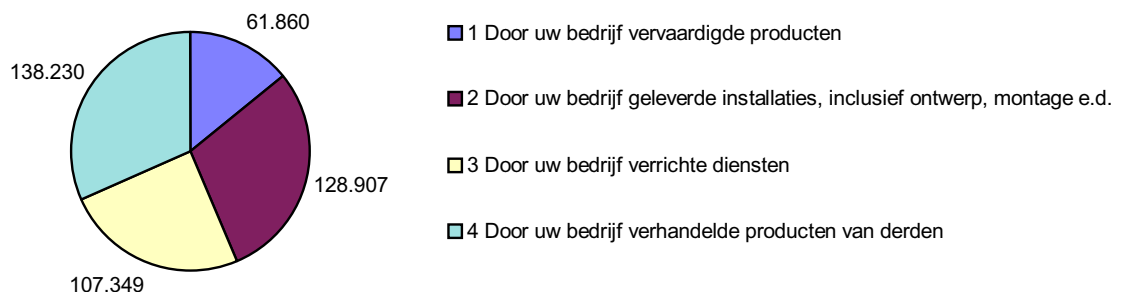 61.860
138.230
128.907
107.349
1 Door uw bedrijf vervaardigde producten
2 Door uw bedrijf geleverde installaties, inclusief ontwerp, montage e.d.
3 Door uw bedrijf verrichte diensten
4 Door uw bedrijf verhandelde producten van derden